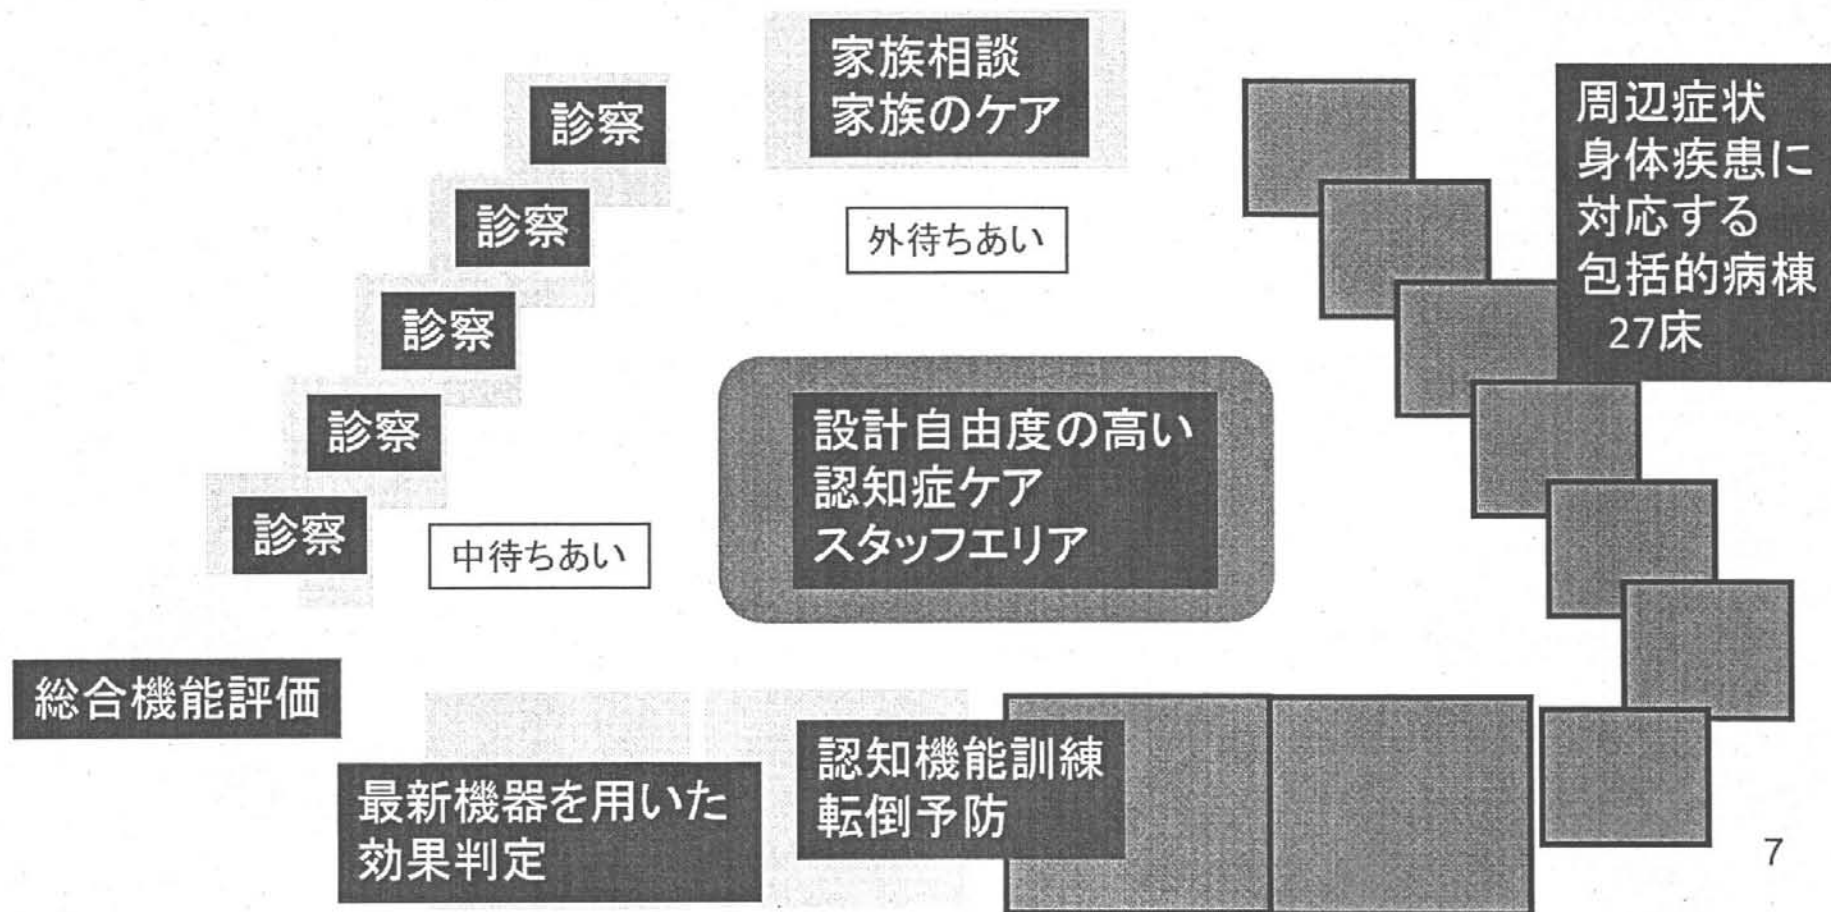 家族相談
家族のケア
診察
診察
診察
診察
診察
外待ちあい
中待ちあい
周辺症状
身体疾患に
対応する
包括的病棟
27床
設計自由度の高い
認知症ケア
スタッフエリア
総合機能評価
最新機器を用いた
効果判定
認知機能訓練
転倒予防
7